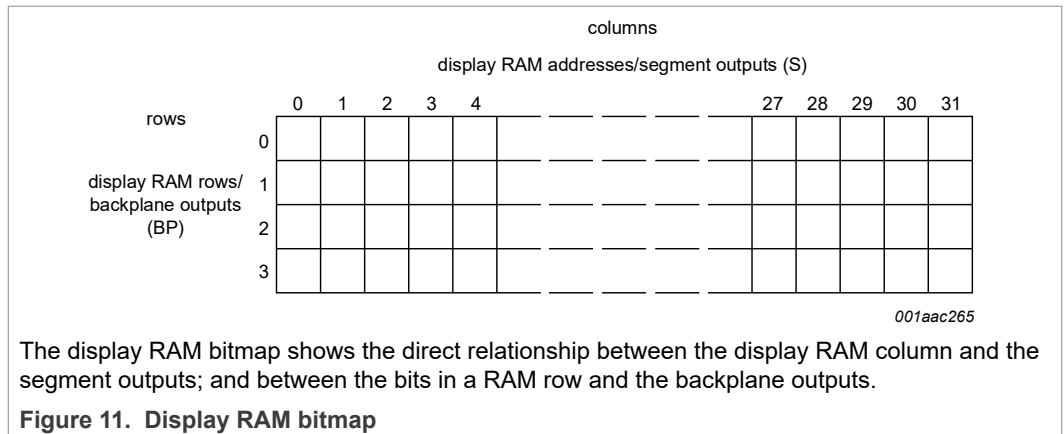 columns
display RAM addresses/segment outputs (S)
0 1 2 3 4 27 28 29 30 31
rows
0
display RAM rows/ 1
backplane outputs
(BP) 2
3
001aac265
The display RAM bitmap shows the direct relationship between the display RAM column and the
segment outputs; and between the bits in a RAM row and the backplane outputs.
Figure 11. Display RAM bitmap